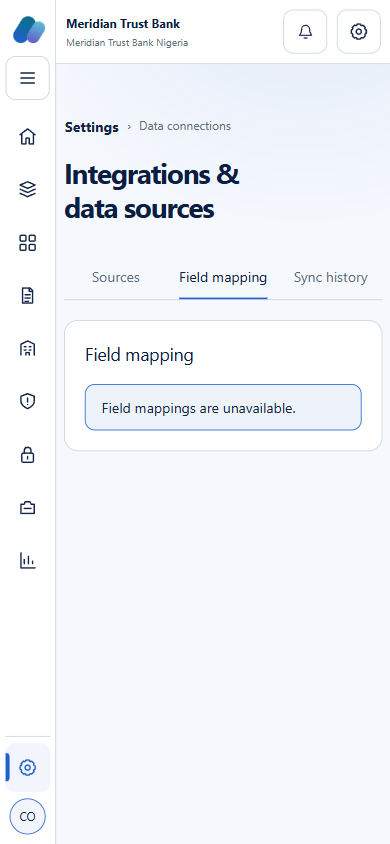 Meridian Trust Bank
Meridian Trust Bank Nigeria
Settings › Data connections
Integrations &
data sources
Sources Field mapping Sync history
Field mapping
Field mappings are unavailable.
CO